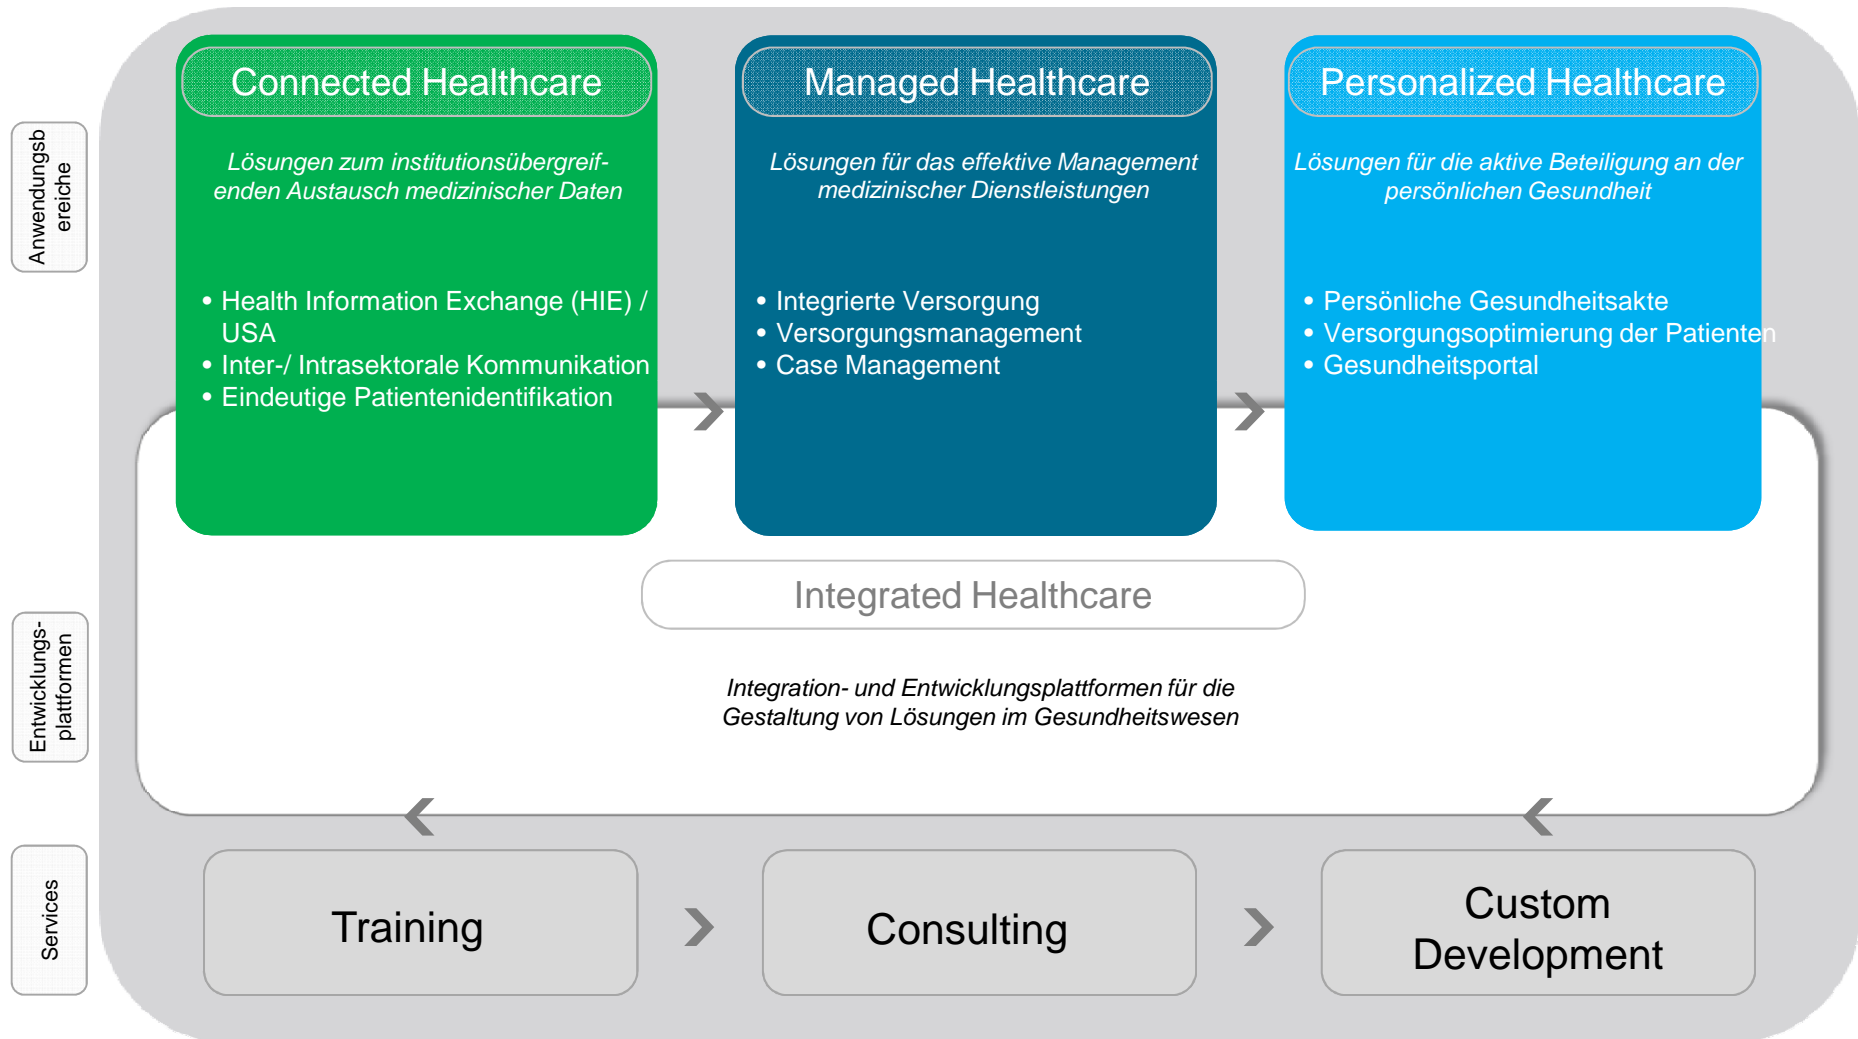 Connected Healthcare
Lösungen zum institutionsübergreif-
enden Austausch medizinischer Daten
• Health Information Exchange (HIE) /
USA
• Inter-/ Intrasektorale Kommunikation
• Eindeutige Patientenidentifikation
Managed Healthcare
Lösungen für das effektive Management
medizinischer Dienstleistungen
• Integrierte Versorgung
• Versorgungsmanagement
• Case Management
Personalized Healthcare
Lösungen für die aktive Beteiligung an der
persönlichen Gesundheit
• Persönliche Gesundheitsakte
• Versorgungsoptimierung der Patienten
• Gesundheitsportal
Anwendungsb
ereiche
Integrated Healthcare
Integration- und Entwicklungsplattformen für die
Gestaltung von Lösungen im Gesundheitswesen
Entwicklungs-
plattformen
Services
Training
Consulting
Custom
Development